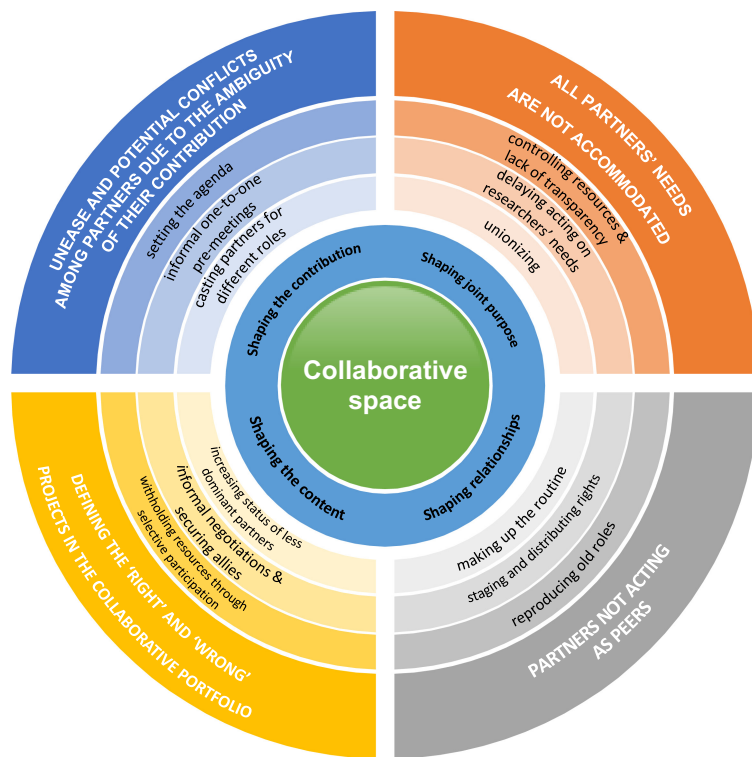 UNEASE AND POTENTIAL CONFLICTS
AMONG PARTNERS DUE TO THE AMBIGUITY
OF THEIR CONTRIBUTION
setting the agenda
informal one-to-one
pre-meetings
casting partners for
different roles
Shaping the contribution
ALL PARTNERS' NEEDS
ARE NOT ACCOMMODATED
controlling resources &
lack of transparency
delaying acting on
researchers' needs
unionizing
Shaping joint purpose
Collaborative
space
Shaping the content
increasing status of less
dominant partners
informal negotiations &
securing allies
withholding resources through
selective participation
DEFINING THE 'RIGHT' AND 'WRONG'
PROJECTS IN THE COLLABORATIVE PORTFOLIO
Shaping relationships
making up the routine
staging and distributing rights
reproducing old roles
PARTNERS NOT ACTING
AS PEERS